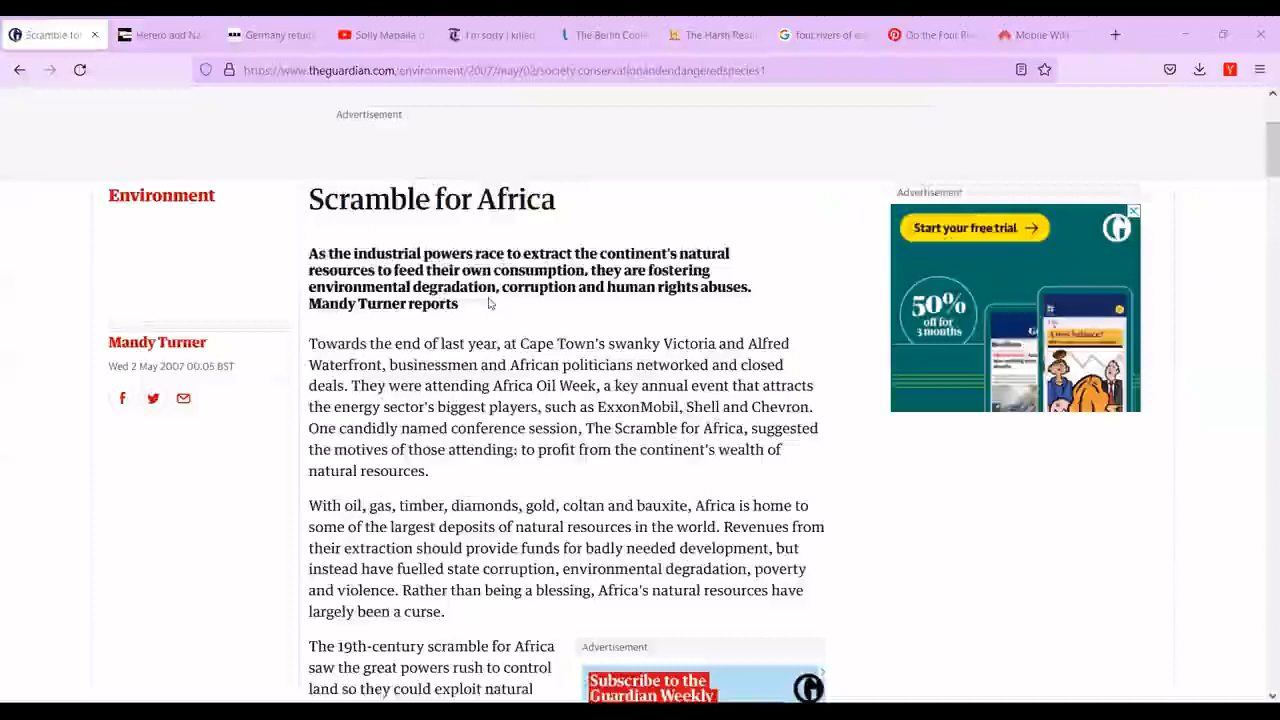 Scramble for
Herero and Na
Germany retur
Solly Mapaila o
I'm sorry I killed
The Berlin Conf
The Harsh Rea
four rivers of e
Do the Four Ri
Mobile Wiki
https://www.theguardian.com/environment/2007/may/02/society.conservationandendangeredspecies1
Advertisement
Environment
Scramble for Africa
As the industrial powers race to extract the continent's natural
resources to feed their own consumption, they are fostering
environmental degradation, corruption and human rights abuses.
Mandy Turner reports
Mandy Turner
Wed 2 May 2007 00.05 BST
Towards the end of last year, at Cape Town's swanky Victoria and Alfred
Waterfront, businessmen and African politicians networked and closed
deals. They were attending Africa Oil Week, a key annual event that attracts
the energy sector's biggest players, such as ExxonMobil, Shell and Chevron.
One candidly named conference session, The Scramble for Africa, suggested
the motives of those attending: to profit from the continent's wealth of
natural resources.
With oil, gas, timber, diamonds, gold, coltan and bauxite, Africa is home to
some of the largest deposits of natural resources in the world. Revenues from
their extraction should provide funds for badly needed development, but
instead have fuelled state corruption, environmental degradation, poverty
and violence. Rather than being a blessing, Africa's natural resources have
largely been a curse.
The 19th-century scramble for Africa
saw the great powers rush to control
land so they could exploit natural
Advertisement
Subscribe to the
Guardian Weekly
Advertisement
Start your free trial
50%
off for
3 months